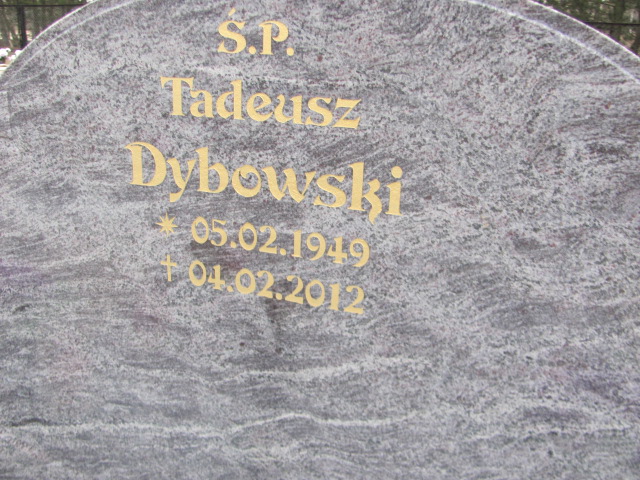 Ś.P.
Tadeusz
Dybowski
* 05.02.1949
† 04.02.2012